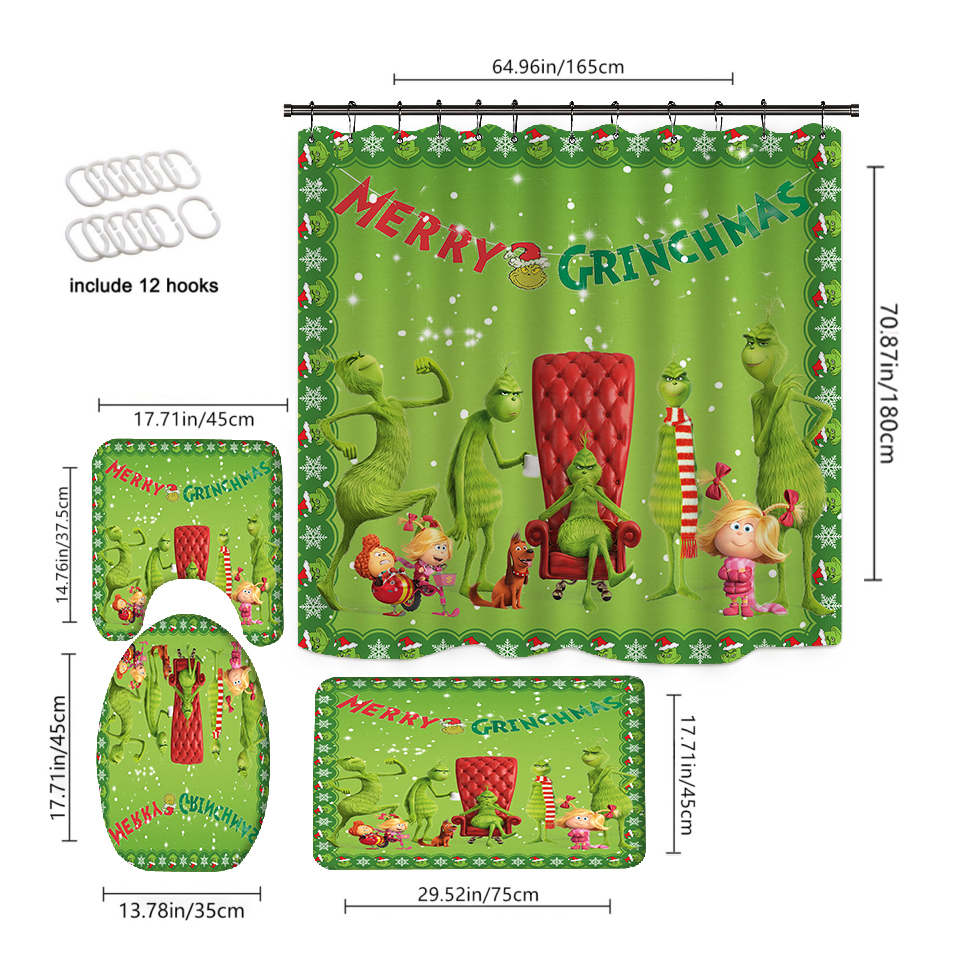 64.96in/165cm
MERRY GRINCHMAS
include 12 hooks
70.87in/180cm
17.71in/45cm
14.76in/37.5cm
MERRY GRINCHMAS
17.71in/45cm
MERRY GRINCHMAS
13.78in/35cm
MERRY GRINCHMAS
17.71in/45cm
29.52in/75cm